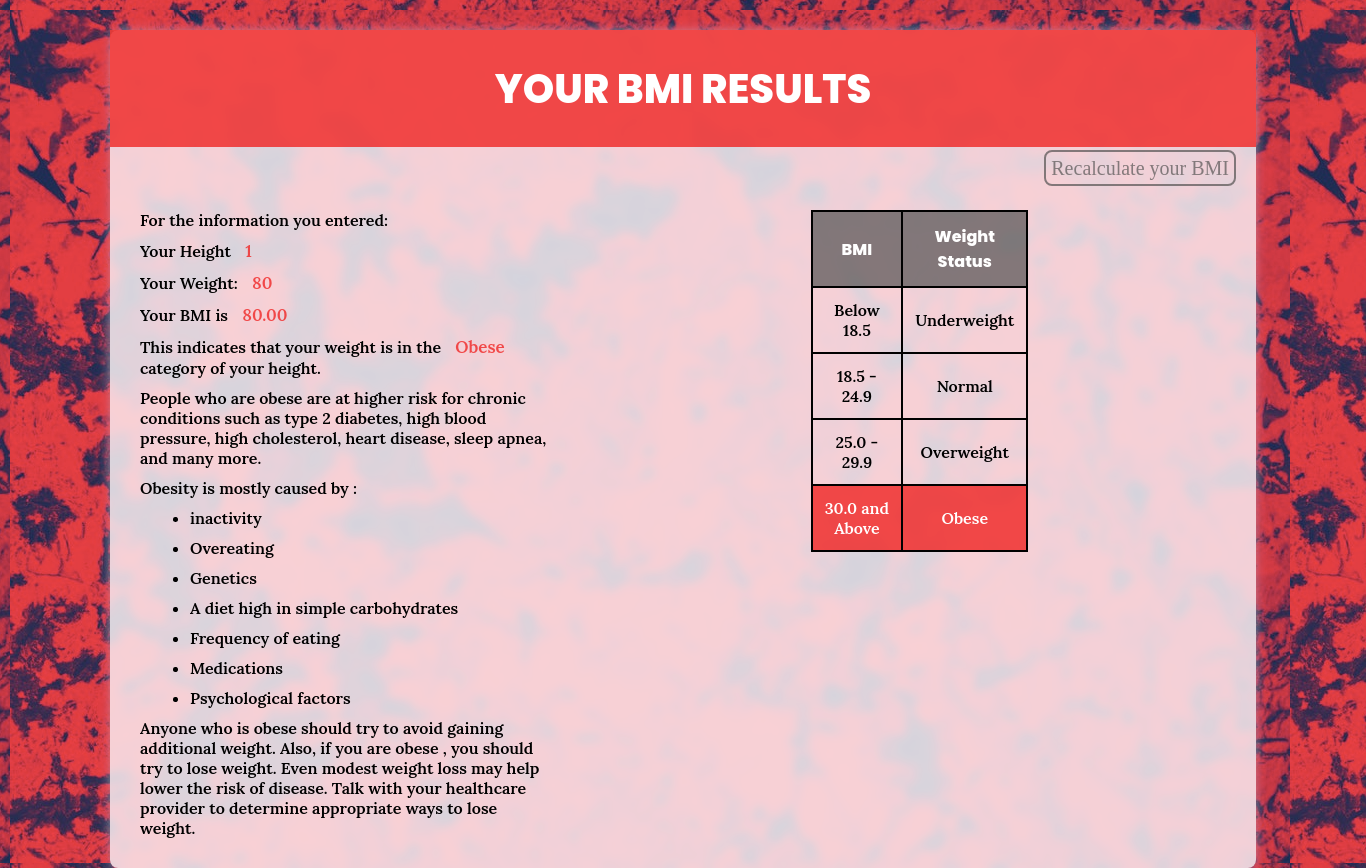 YOUR BMI RESULTS
Recalculate your BMI
For the information you entered:
Your Height 1
Your Weight: 80
Your BMI is 80.00
This indicates that your weight is in the Obese
category of your height.
People who are obese are at higher risk for chronic
conditions such as type 2 diabetes, high blood
pressure, high cholesterol, heart disease, sleep apnea,
and many more.
Obesity is mostly caused by :
• inactivity
• Overeating
• Genetics
• A diet high in simple carbohydrates
• Frequency of eating
• Medications
• Psychological factors
Anyone who is obese should try to avoid gaining
additional weight. Also, if you are obese , you should
try to lose weight. Even modest weight loss may help
lower the risk of disease. Talk with your healthcare
provider to determine appropriate ways to lose
weight.
BMI
Weight
Status
Below
18.5
Underweight
18.5 -
24.9
Normal
25.0 -
29.9
Overweight
30.0 and
Above
Obese